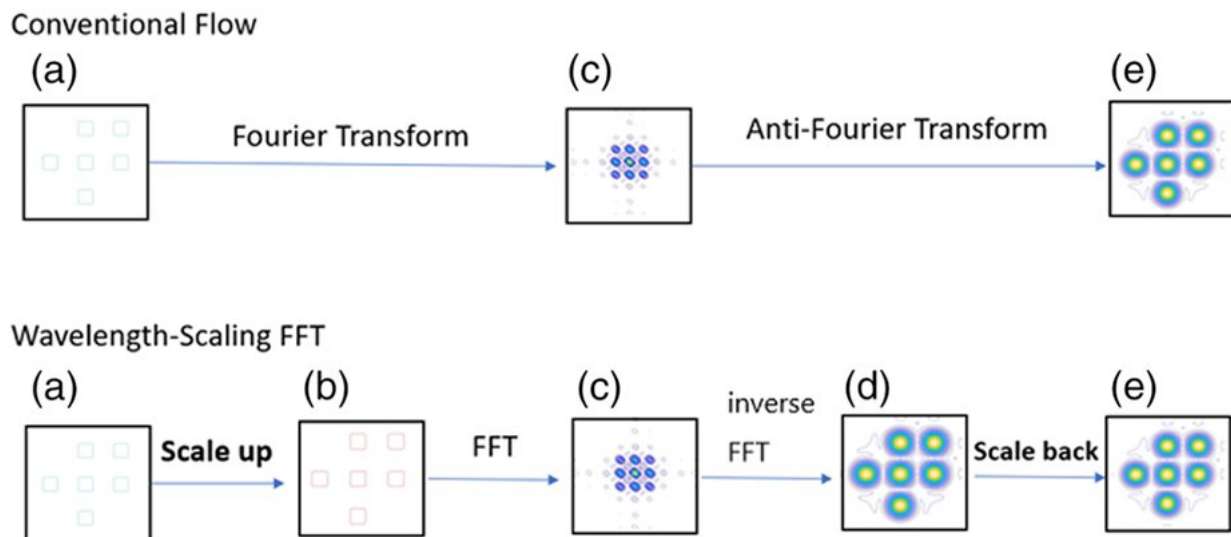 Conventional Flow
(a)
(c)
(e)
Fourier Transform
Anti-Fourier Transform
Wavelength-Scaling FFT
(a)
(b)
(c)
(d)
(e)
Scale up
FFT
inverse
FFT
Scale back